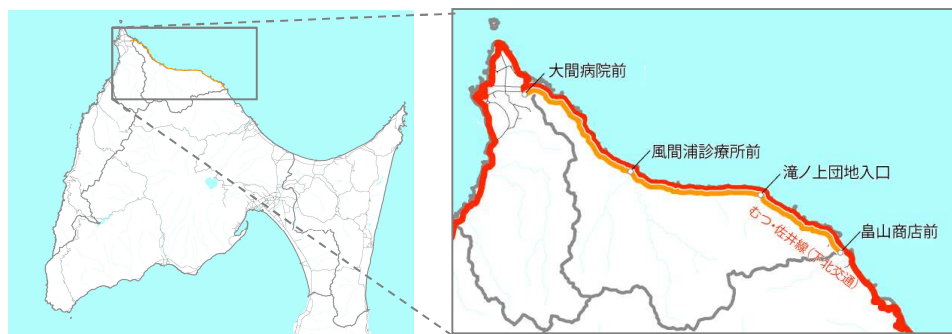 大間病院前
風間浦診療所前
滝ノ上団地入口
畠山商店前
むつ・佐井線(下北交通)